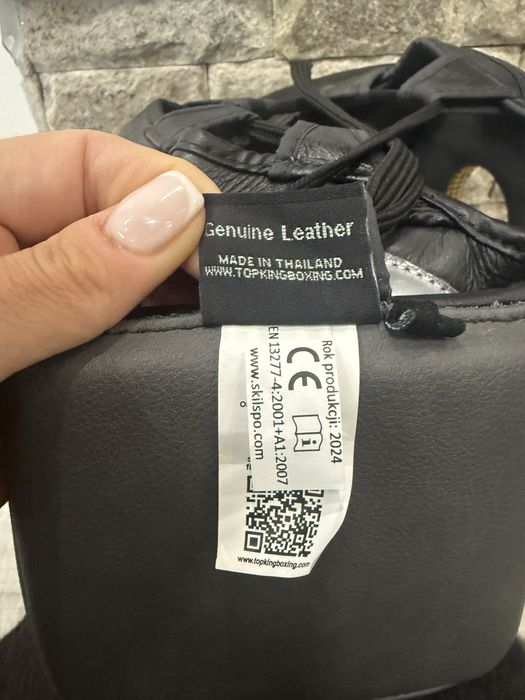 Genuine Leather
MADE IN THAILAND
WWW.TOPKINGBOXING.COM
Rok produkcji: 2024
CE
i
EN 13277-4:2001+A1:2007
www.skilspo.com
www.topkingboxing.com